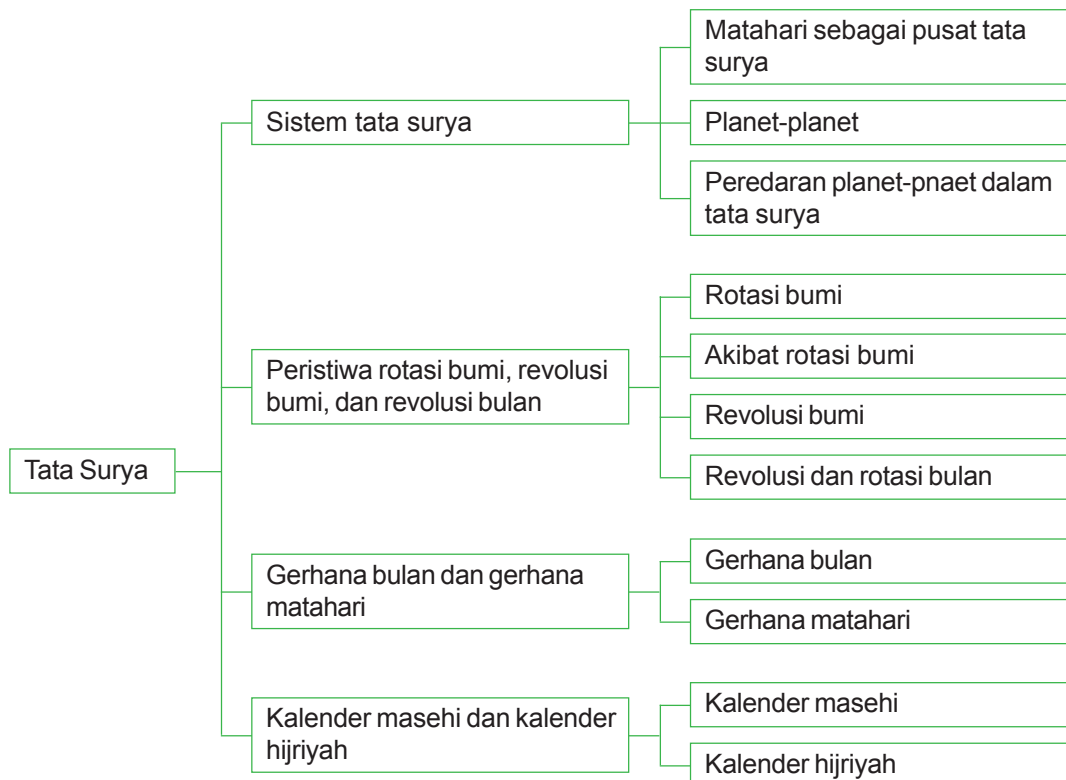 Matahari sebagai pusat tata
surya
Sistem tata surya
Planet-planet
Peredaran planet-pnaet dalam
tata surya
Rotasi bumi
Akibat rotasi bumi
Peristiwa rotasi bumi, revolusi
bumi, dan revolusi bulan
Revolusi bumi
Revolusi dan rotasi bulan
Tata Surya
Gerhana bulan
Gerhana bulan dan gerhana
matahari
Gerhana matahari
Kalender masehi
Kalender masehi dan kalender
hijriyah
Kalender hijriyah